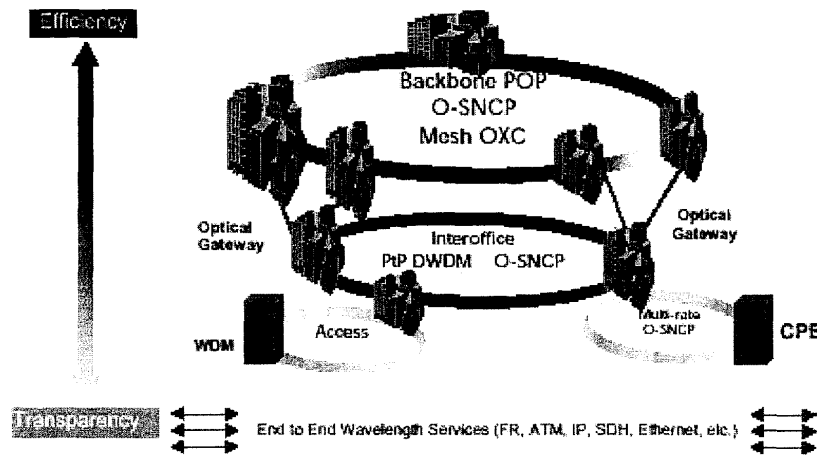 Efficiency
Backbone POP
O-SNCP
Mesh OXC
Optical
Gateway
Optical
Gateway
Interoffice
PtP DWDM O-SNCP
Access
Multi-rate
O-SNCP
WDM
CPE
Transparency
End to End Wavelength Services (FR, ATM, IP, SDH, Ethernet, etc.)